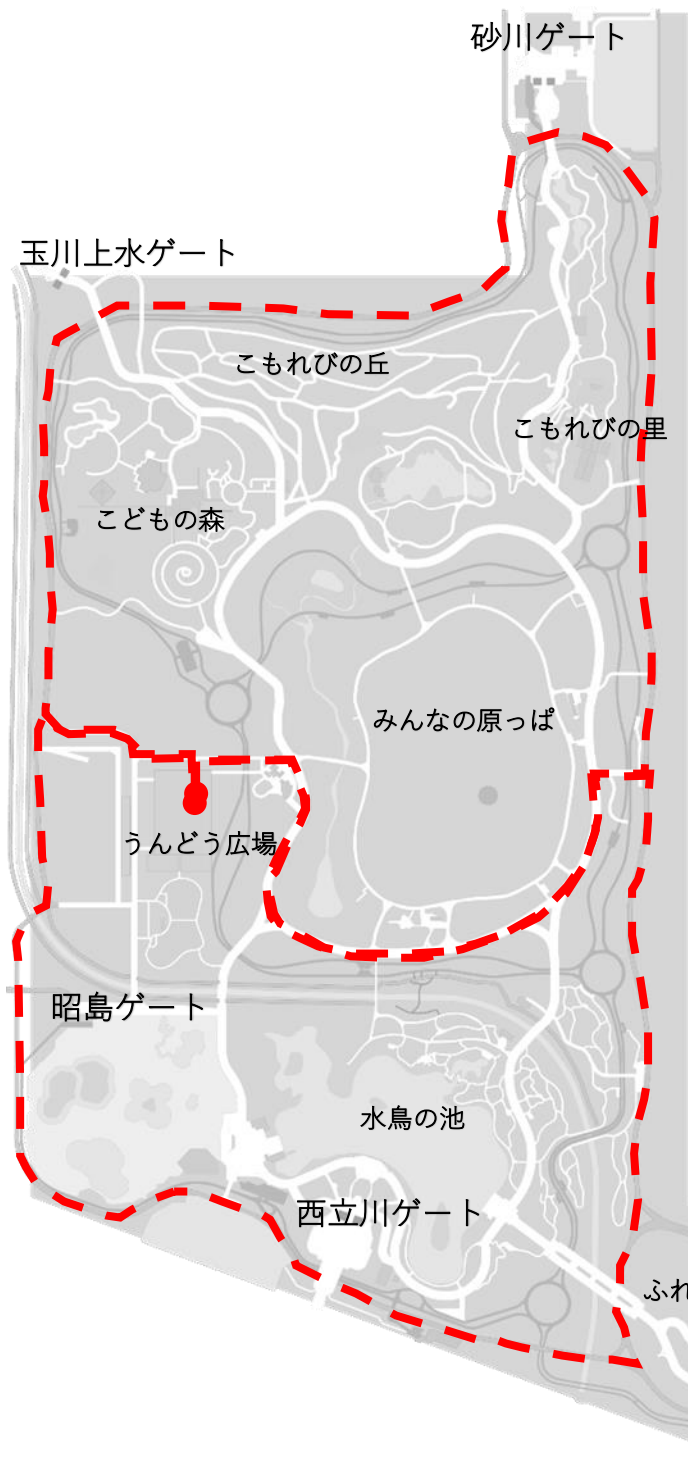 砂川ゲート
玉川上水ゲート
こもれびの丘
こもれびの里
こどもの森
みんなの原っぱ
うんどう広場
昭島ゲート
水鳥の池
西立川ゲート
ふれ